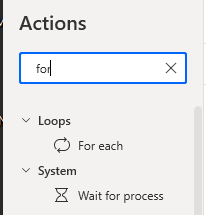 Actions
for
Loops
For each
System
Wait for process